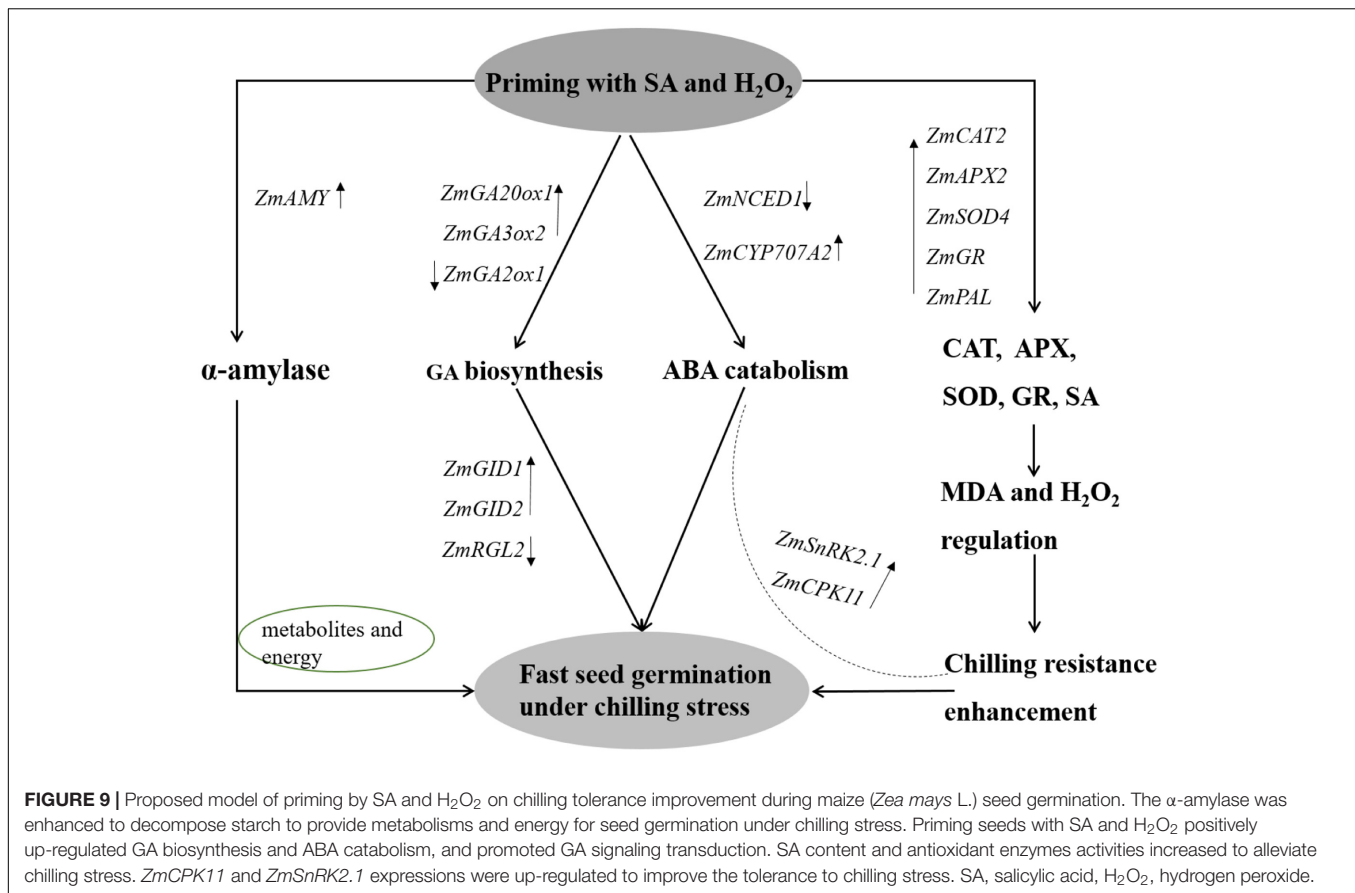 Priming with SA and H₂O₂
ZmAMY
ZmGA20ox1
ZmGA3ox2
ZmGA2ox1
ZmNCED1
ZmCYP707A2
ZmCAT2
ZmAPX2
ZmSOD4
ZmGR
ZmPAL
α-amylase
GA biosynthesis
ABA catabolism
CAT, APX,
SOD, GR, SA
ZmGID1
ZmGID2
ZmRGL2
MDA and H₂O₂
regulation
ZmSnRK2.1
ZmCPK11
metabolites and
energy
Fast seed germination
under chilling stress
Chilling resistance
enhancement
FIGURE 9 | Proposed model of priming by SA and H₂O₂ on chilling tolerance improvement during maize (Zea mays L.) seed germination. The α-amylase was
enhanced to decompose starch to provide metabolisms and energy for seed germination under chilling stress. Priming seeds with SA and H₂O₂ positively
up-regulated GA biosynthesis and ABA catabolism, and promoted GA signaling transduction. SA content and antioxidant enzymes activities increased to alleviate
chilling stress. ZmCPK11 and ZmSnRK2.1 expressions were up-regulated to improve the tolerance to chilling stress. SA, salicylic acid, H₂O₂, hydrogen peroxide.